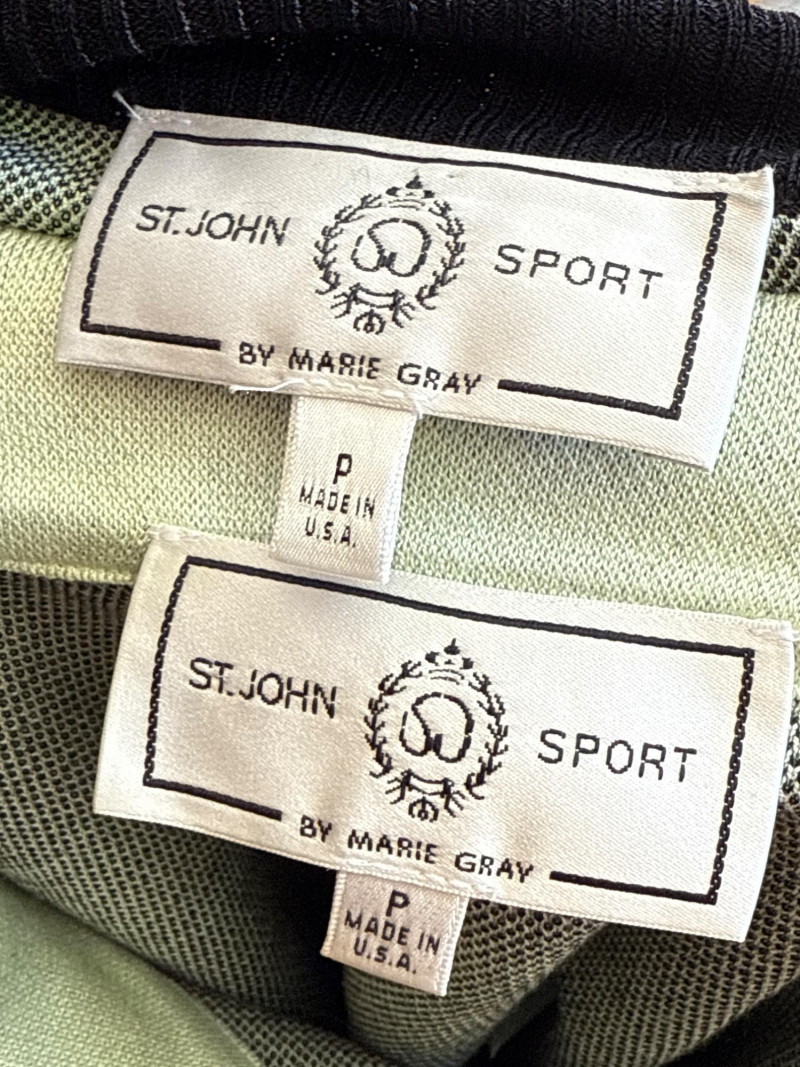 ST. JOHN SPORT
BY MARIE GRAY
P
MADE IN
U.S.A.
ST. JOHN SPORT
BY MARIE GRAY
P
MADE IN
U.S.A.